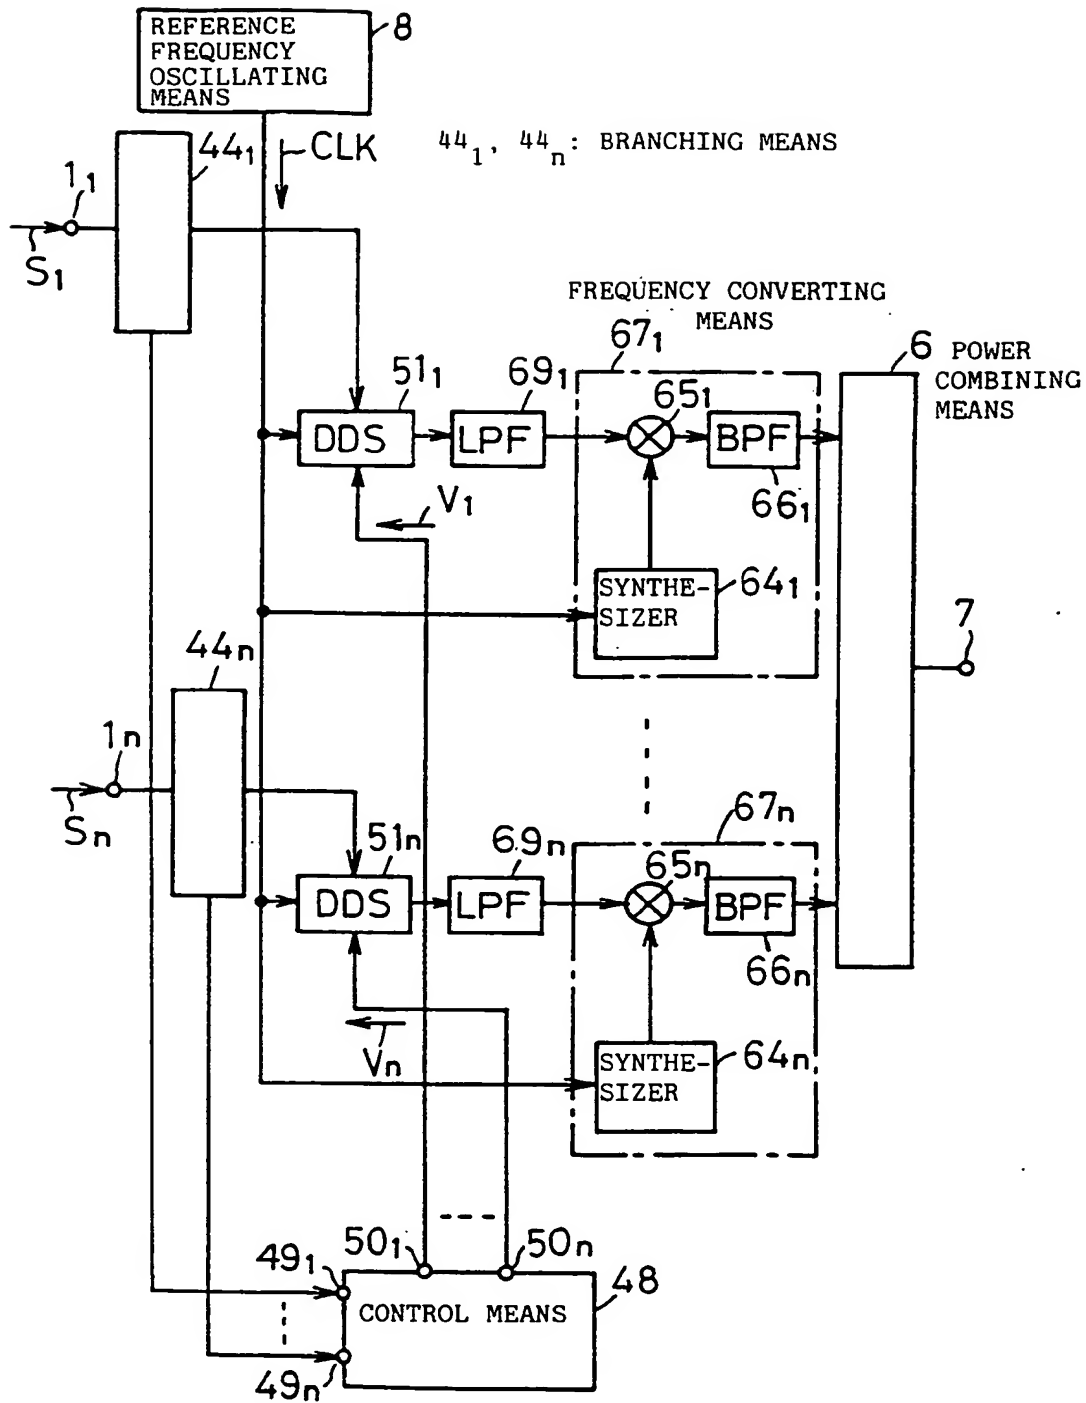 REFERENCE
FREQUENCY
OSCILLATING
MEANS
8
CLK
44₁, 44ₙ: BRANCHING MEANS
44₁
1₁
S₁
FREQUENCY CONVERTING
MEANS
67₁
6 POWER
COMBINING
MEANS
51₁
69₁
65₁
DDS
LPF
BPF
66₁
V₁
SYNTHE-
SIZER
64₁
7
44n
1n
Sn
67n
51n
69n
65n
DDS
LPF
BPF
66n
Vn
SYNTHE-
SIZER
64n
50₁
50n
49₁
48
CONTROL MEANS
49n